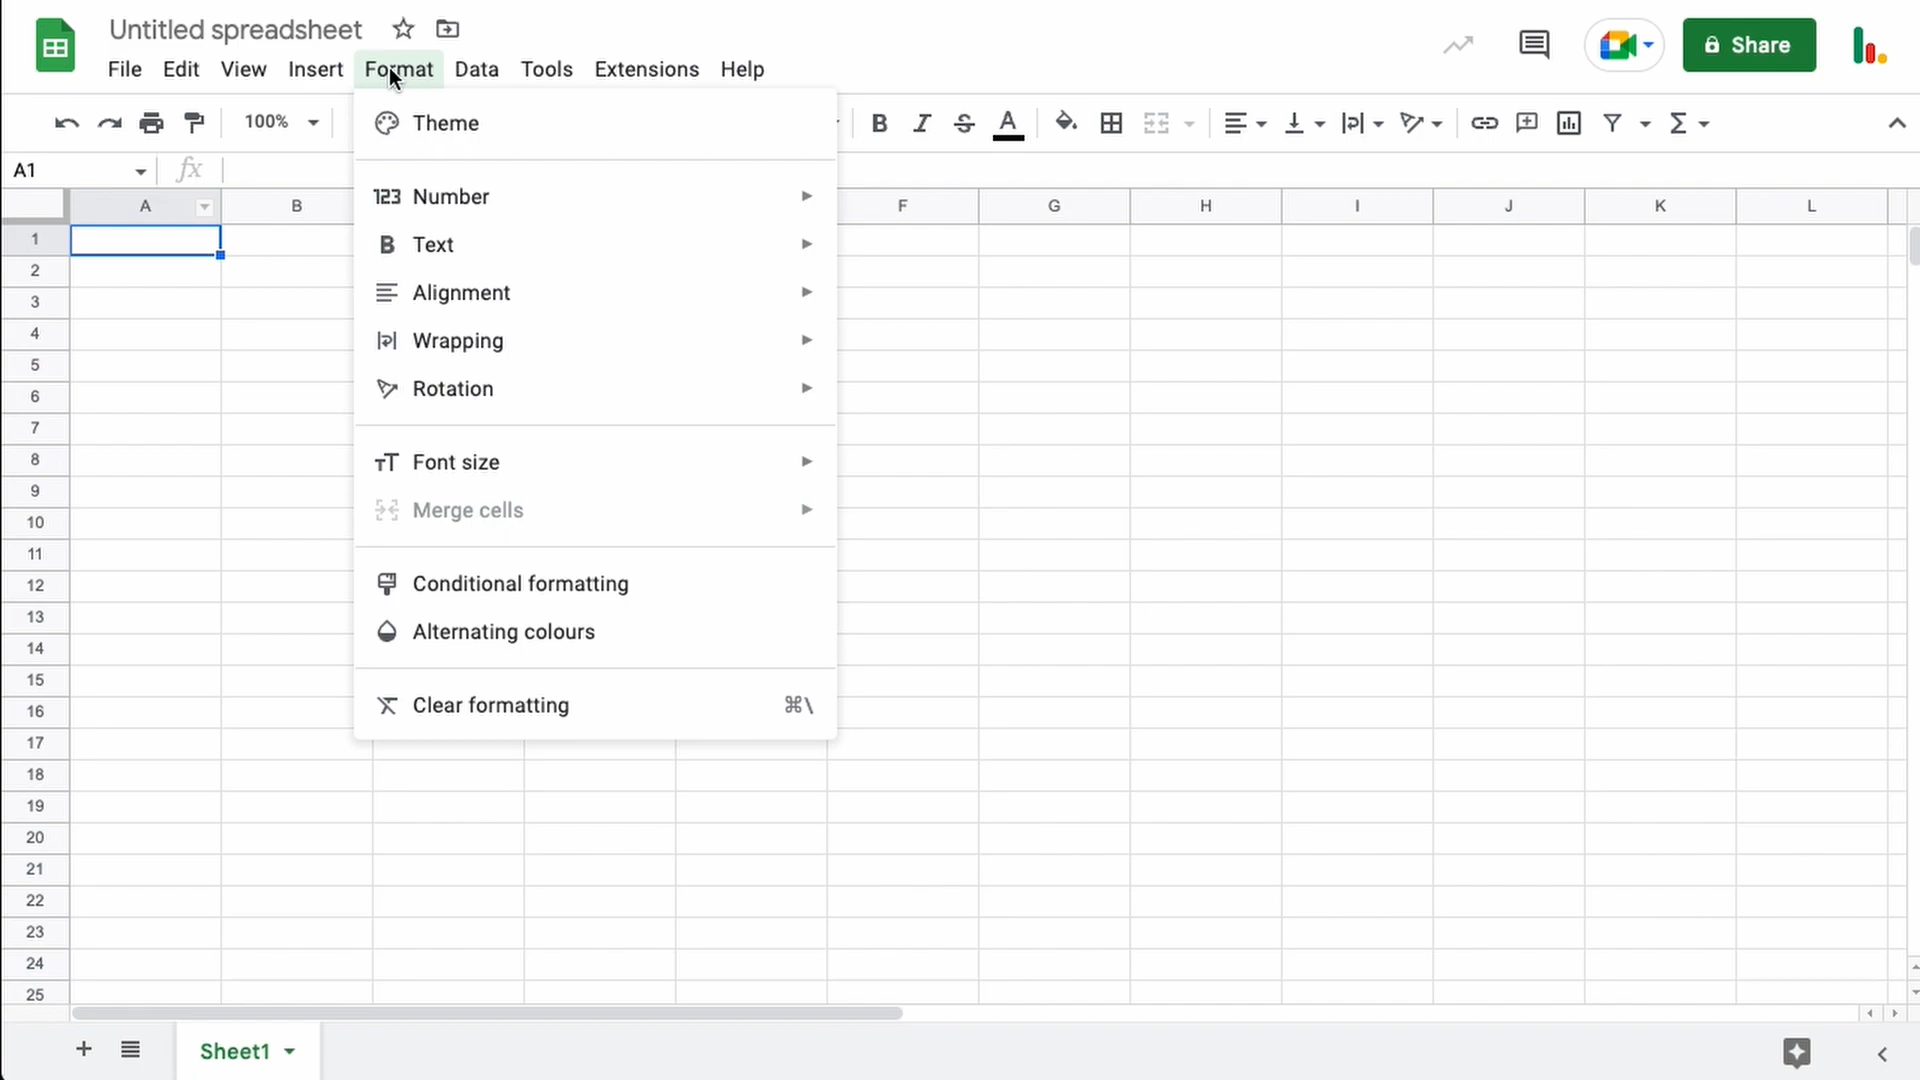 Untitled spreadsheet
File Edit View Insert Format Data Tools Extensions Help
Share
100%
A1
fx
A B F G H I J K L
Theme
123 Number
B Text
Alignment
Wrapping
Rotation
Font size
Merge cells
Conditional formatting
Alternating colours
Clear formatting ⌘\
1
2
3
4
5
6
7
8
9
10
11
12
13
14
15
16
17
18
19
20
21
22
23
24
25
Sheet1